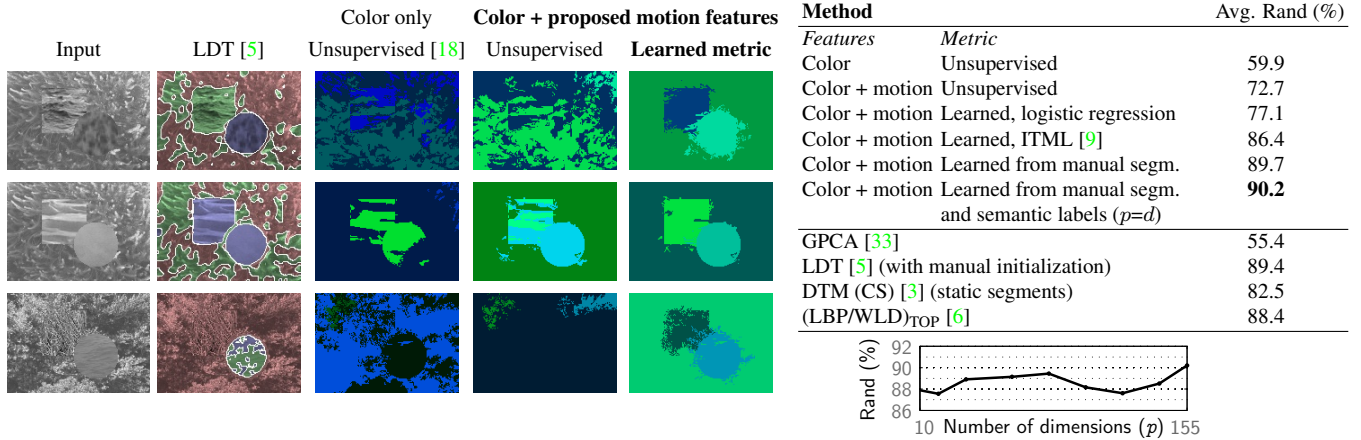 Color only
Color + proposed motion features
Input
LDT [5]
Unsupervised [18]
Unsupervised
Learned metric
Method Avg. Rand (%)
Features Metric
Color Unsupervised 59.9
Color + motion Unsupervised 72.7
Color + motion Learned, logistic regression 77.1
Color + motion Learned, ITML [9] 86.4
Color + motion Learned from manual segm. 89.7
Color + motion Learned from manual segm. 90.2
and semantic labels (p=d)
GPCA [33] 55.4
LDT [5] (with manual initialization) 89.4
DTM (CS) [3] (static segments) 82.5
(LBP/WLD)TOP [6] 88.4
Rand (%)
92
90
88
86
10 Number of dimensions (p) 155